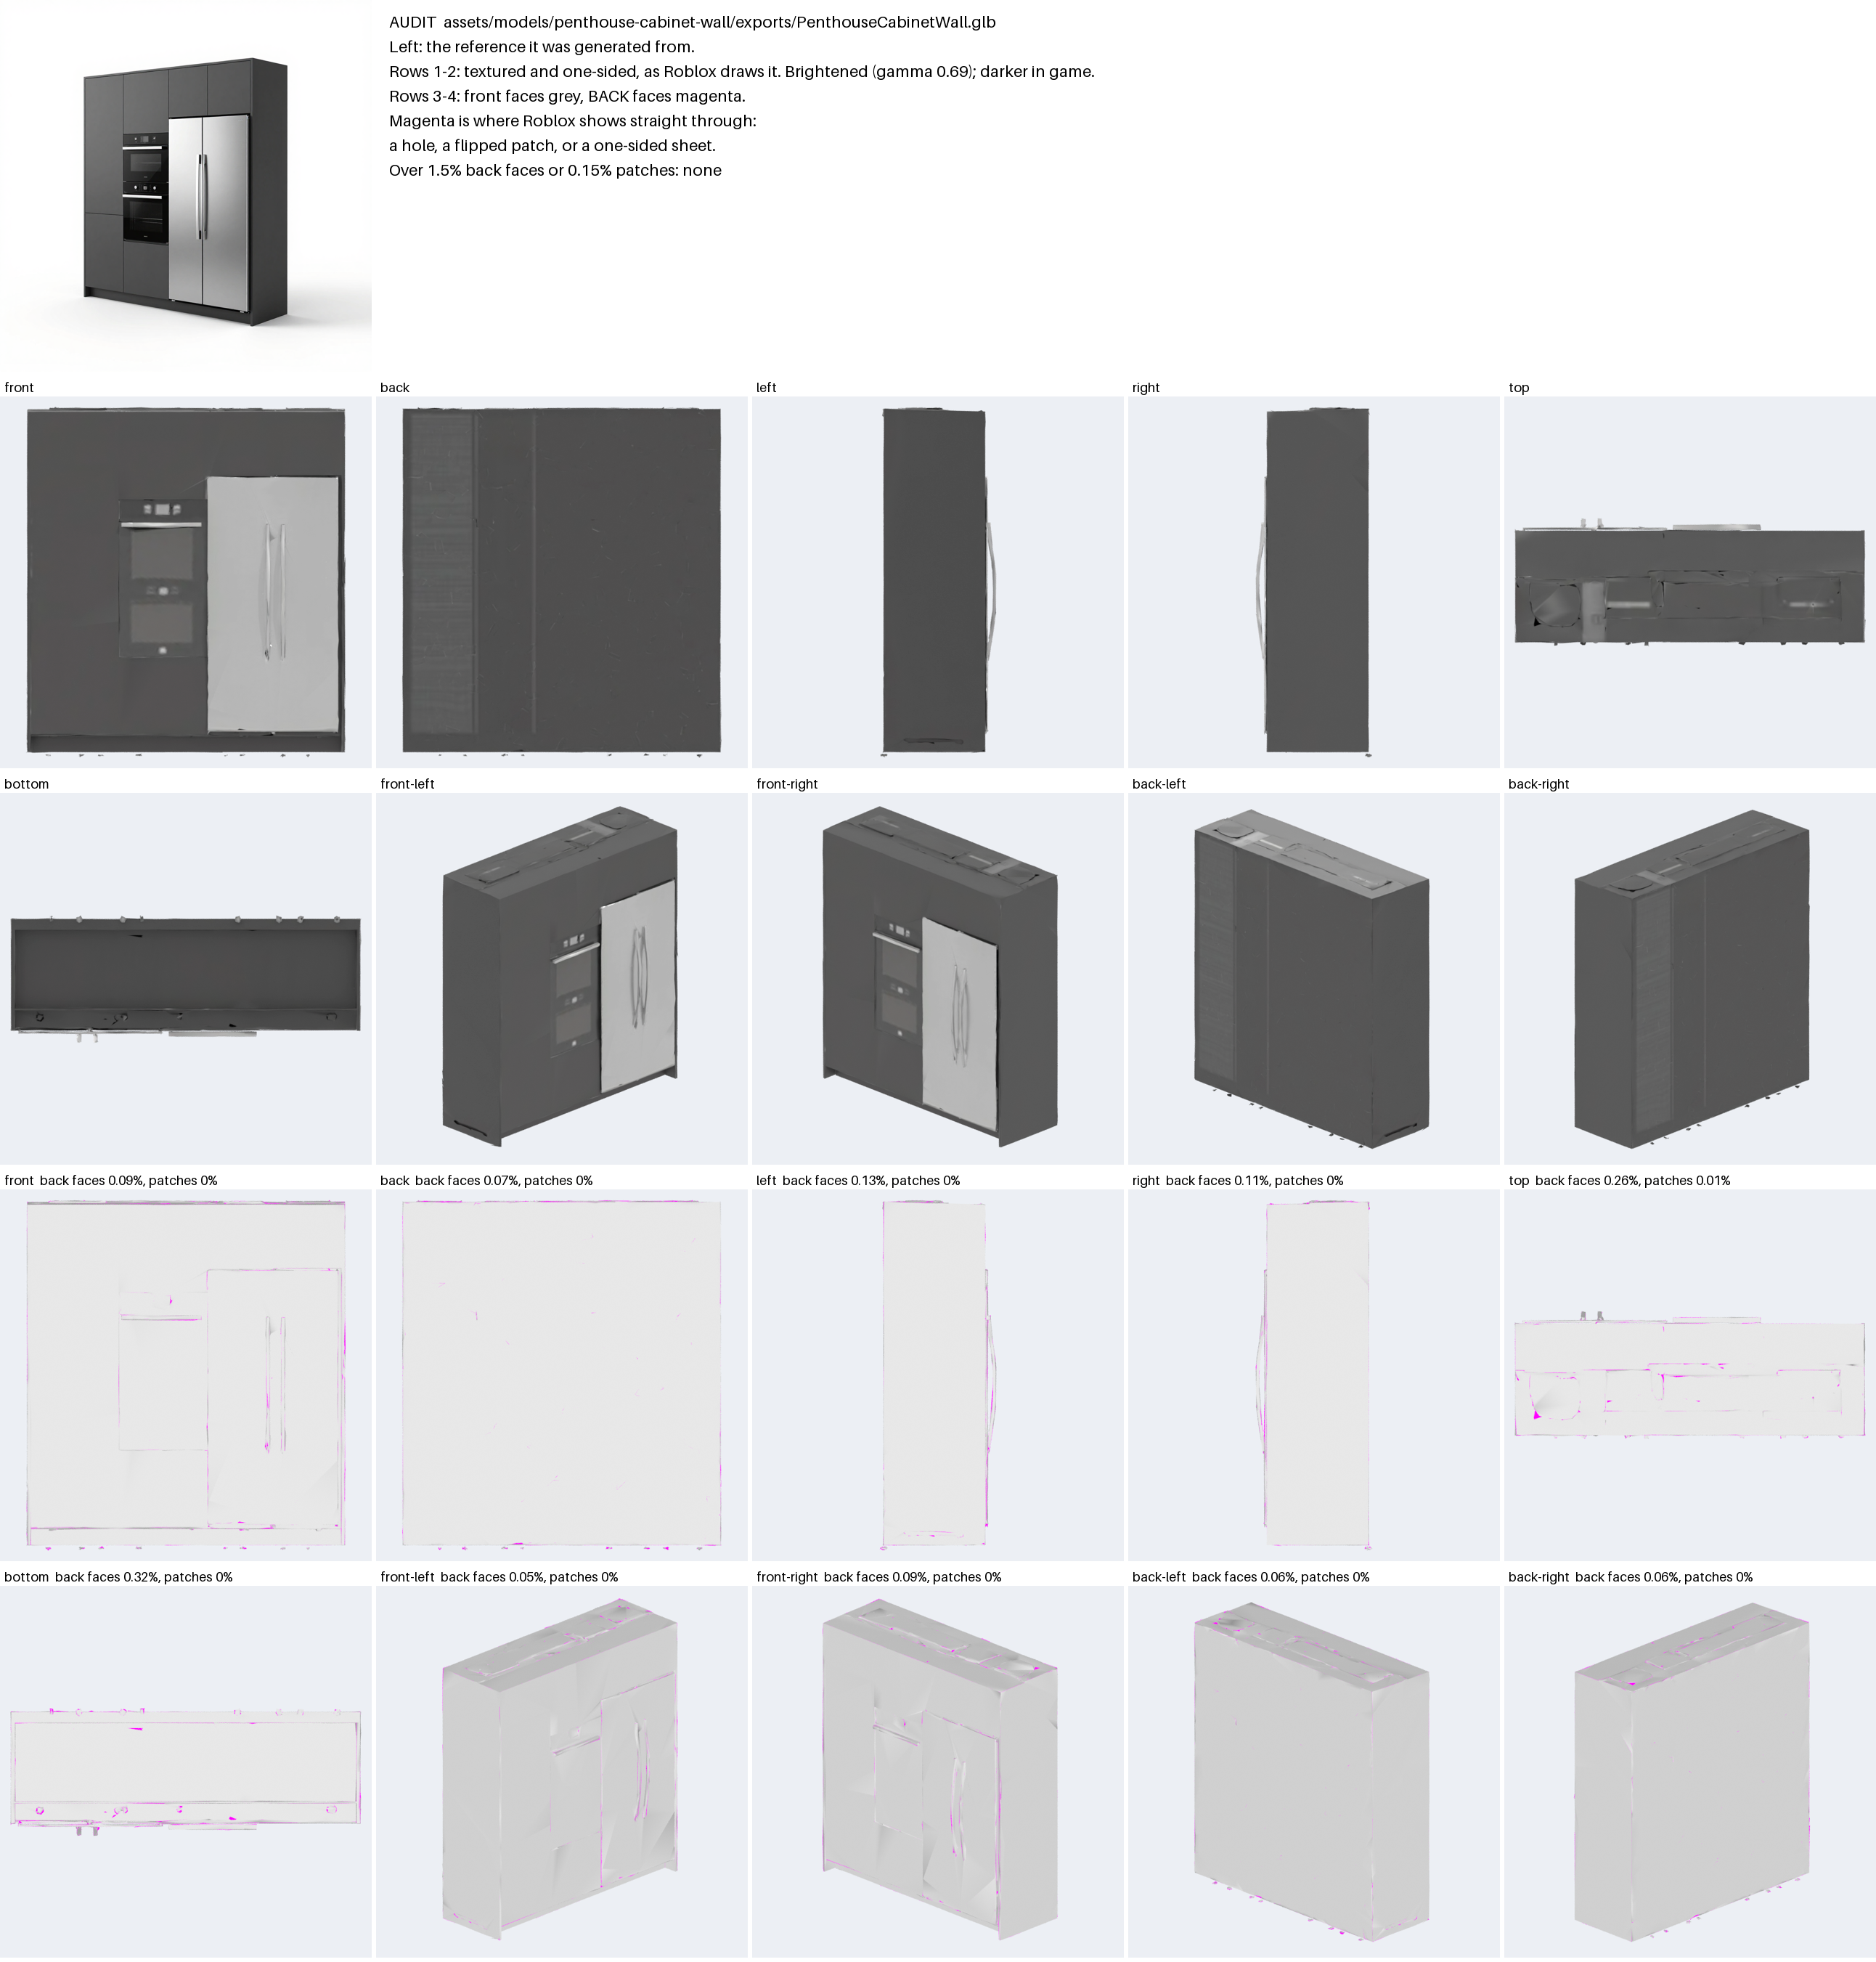 AUDIT assets/models/penthouse-cabinet-wall/exports/PenthouseCabinetWall.glb
Left: the reference it was generated from.
Rows 1-2: textured and one-sided, as Roblox draws it. Brightened (gamma 0.69); darker in game.
Rows 3-4: front faces grey, BACK faces magenta.
Magenta is where Roblox shows straight through:
a hole, a flipped patch, or a one-sided sheet.
Over 1.5% back faces or 0.15% patches: none
front
back
left
right
top
bottom
front-left
front-right
back-left
back-right
front back faces 0.09%, patches 0%
back back faces 0.07%, patches 0%
left back faces 0.13%, patches 0%
right back faces 0.11%, patches 0%
top back faces 0.26%, patches 0.01%
bottom back faces 0.32%, patches 0%
front-left back faces 0.05%, patches 0%
front-right back faces 0.09%, patches 0%
back-left back faces 0.06%, patches 0%
back-right back faces 0.06%, patches 0%